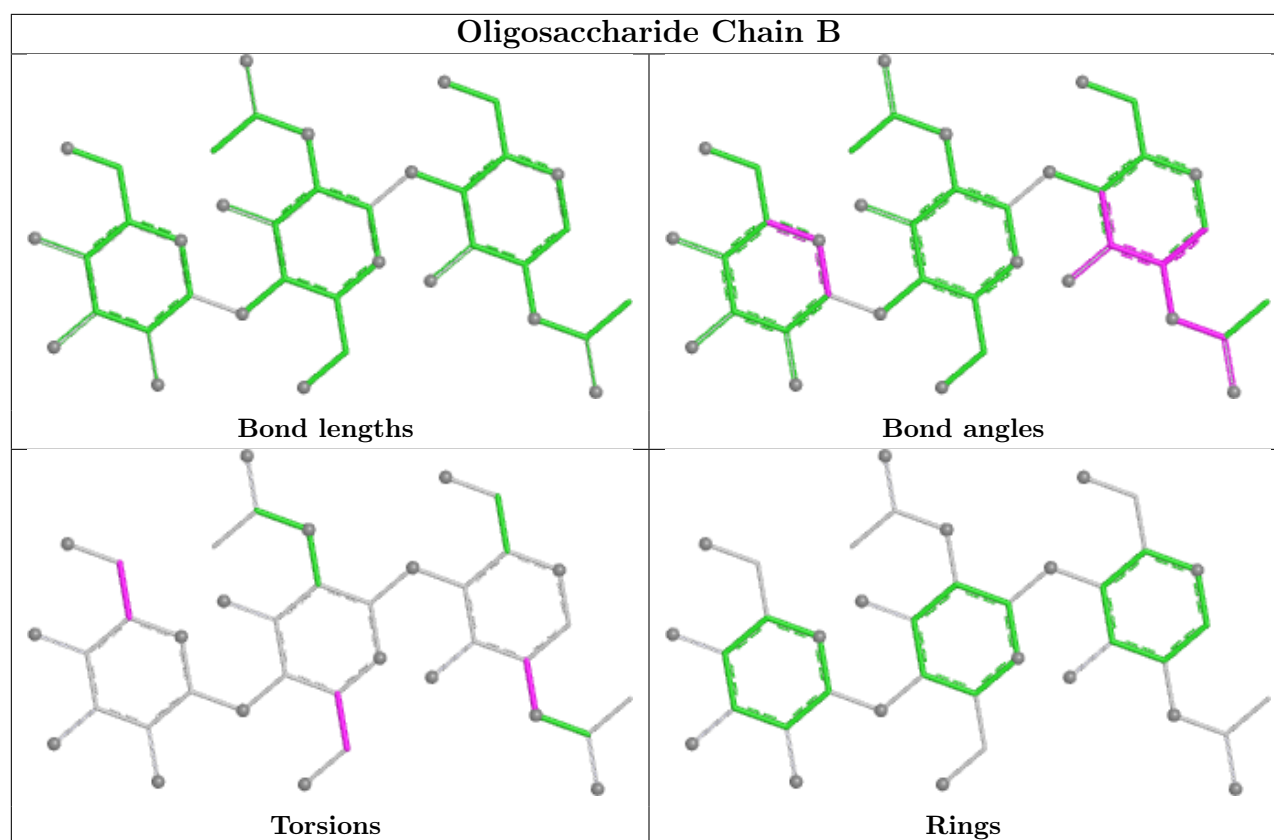 Oligosaccharide Chain B
Bond lengths
Bond angles
Torsions
Rings